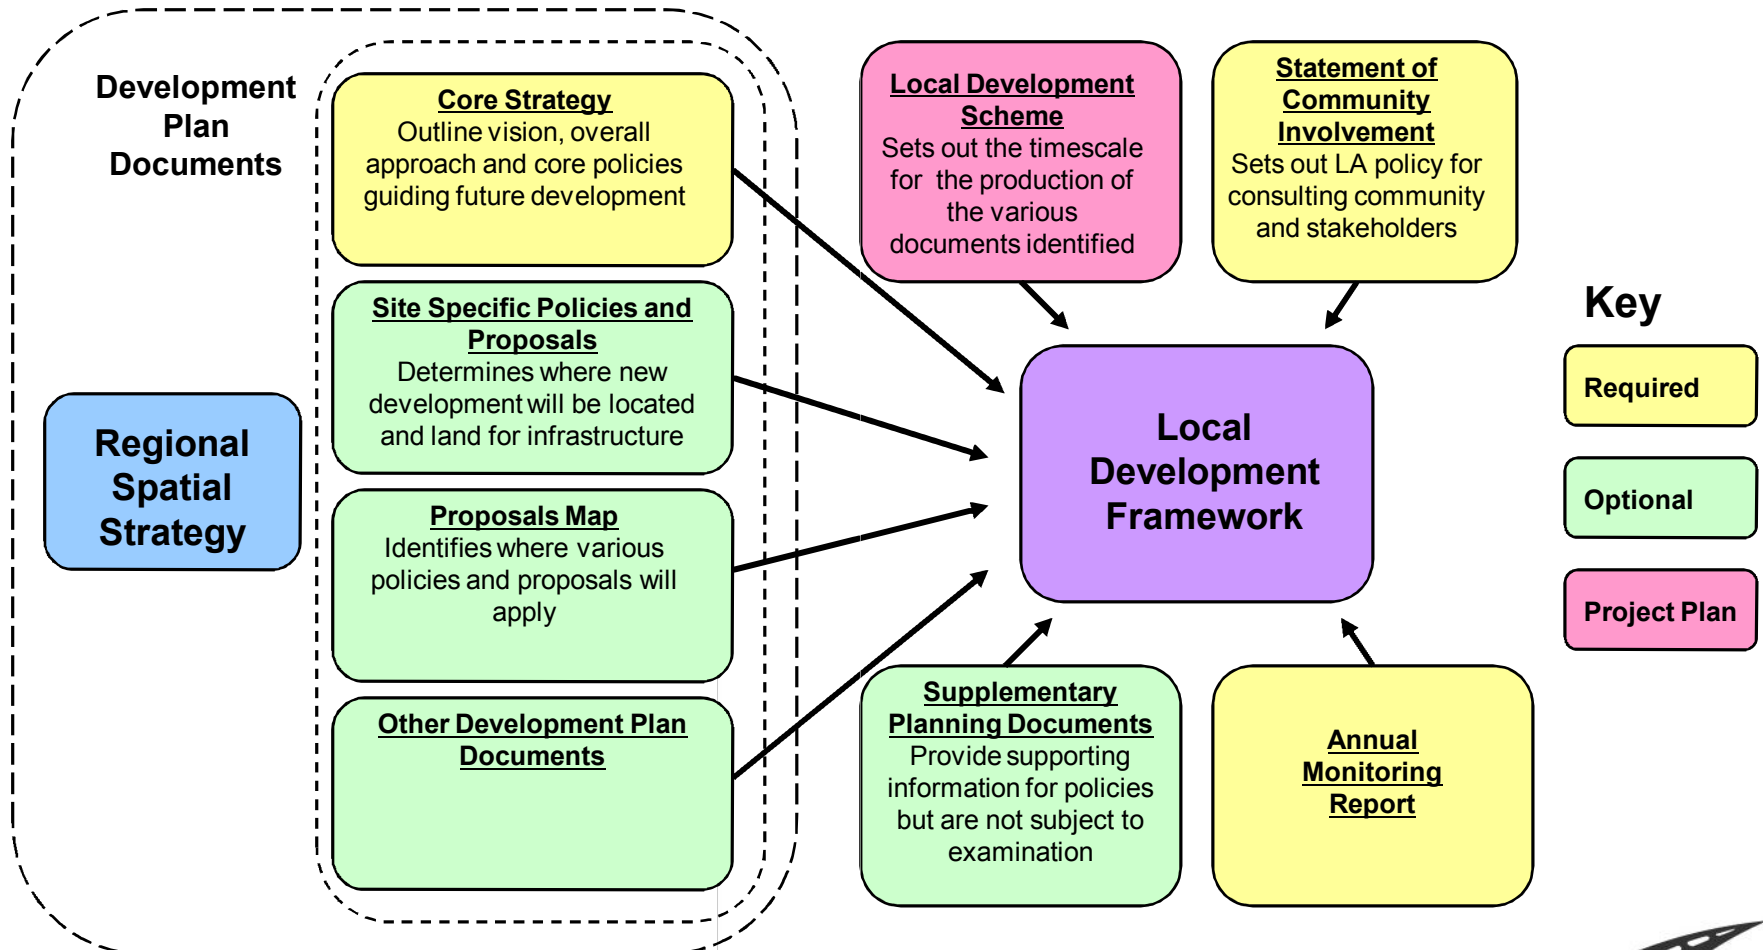 Development
Plan
Documents
Regional
Spatial
Strategy
Core Strategy
Outline vision, overall
approach and core policies
guiding future development
Site Specific Policies and
Proposals
Determines where new
development will be located
and land for infrastructure
Proposals Map
Identifies where various
policies and proposals will
apply
Other Development Plan
Documents
Local Development
Scheme
Sets out the timescale
for the production of
the various
documents identified
Statement of
Community
Involvement
Sets out LA policy for
consulting community
and stakeholders
Local
Development
Framework
Supplementary
Planning Documents
Provide supporting
information for policies
but are not subject to
examination
Annual
Monitoring
Report
Key
Required
Optional
Project Plan